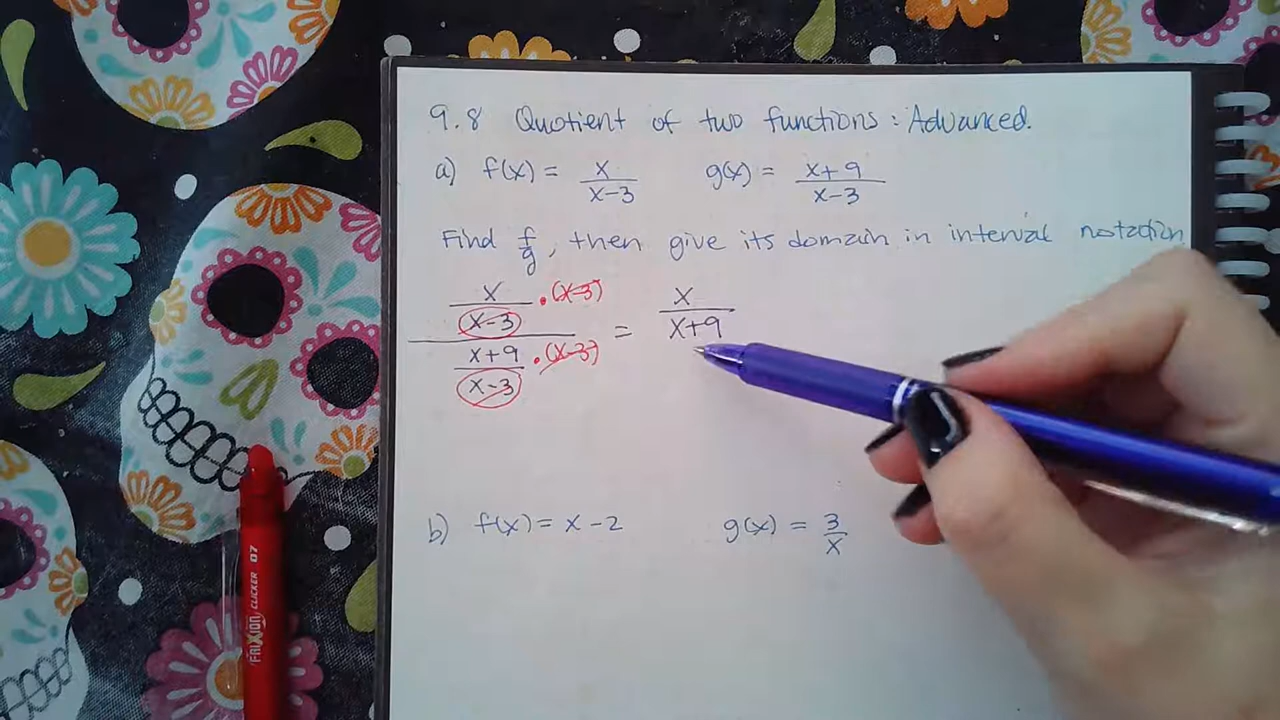 9.8 Quotient of two functions: Advanced.
a) f(x) = x/(x-3) g(x) = (x+9)/(x-3)
Find f/g, then give its domain in interval notation
x •(x-3) x
x-3 = x+9
x+9 •(x-3)
x-3
b) f(x) = x-2 g(x) = 3/x
FRIXION CLICKER 07